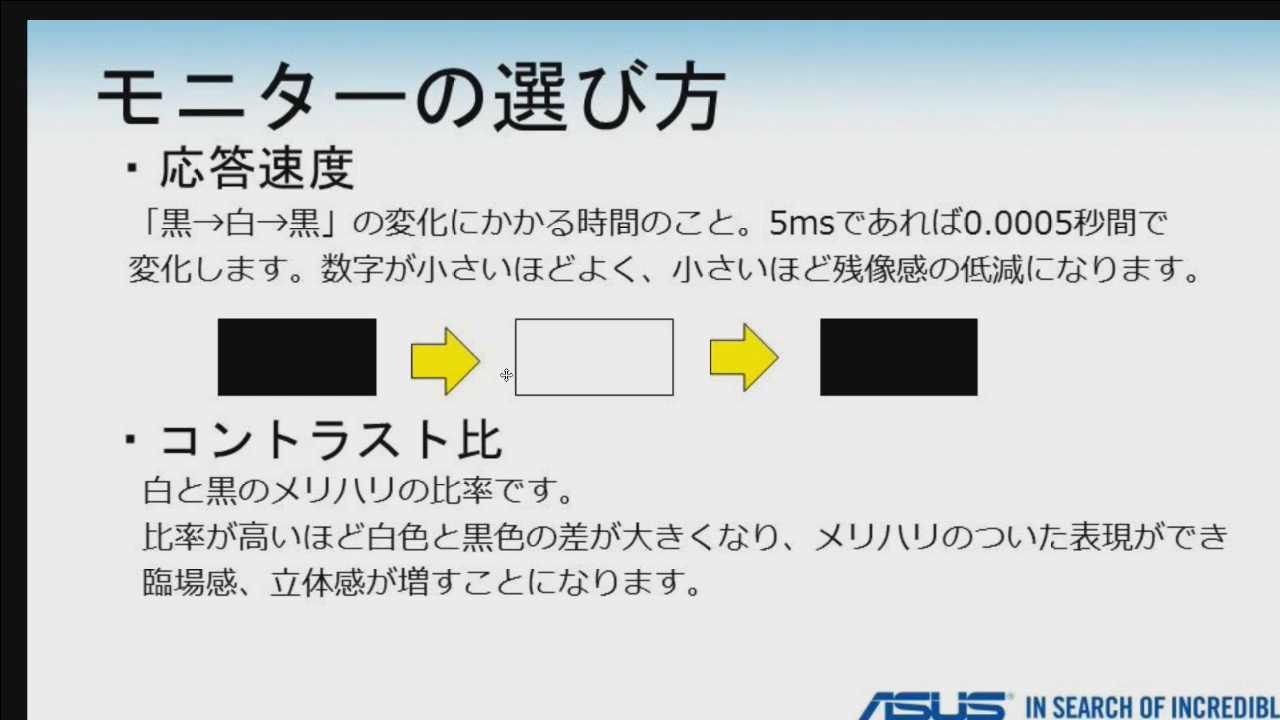 モニターの選び方
・応答速度
「黒→白→黒」の変化にかかる時間のこと。5msであれば0.0005秒間で
変化します。数字が小さいほどよく、小さいほど残像感の低減になります。
・コントラスト比
白と黒のメリハリの比率です。
比率が高いほど白色と黒色の差が大きくなり、メリハリのついた表現ができ
臨場感、立体感が増すことになります。
ASUS IN SEARCH OF INCREDIBL